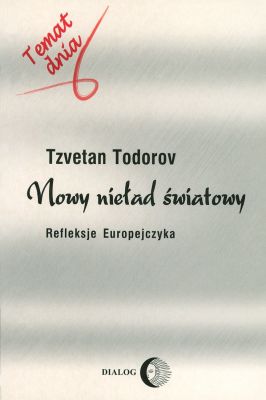 Temat
dnia
Tzvetan Todorov
Nowy nieład światowy
Refleksje Europejczyka
DIALOG